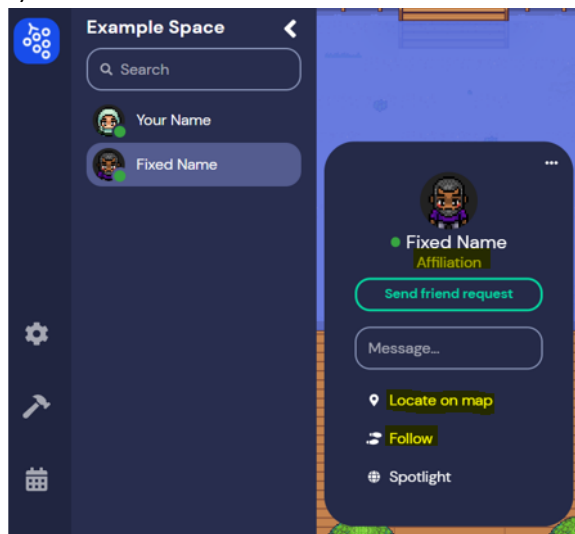 Example Space
Search
Your Name
Fixed Name
Fixed Name
Affiliation
Send friend request
Message...
Locate on map
Follow
Spotlight